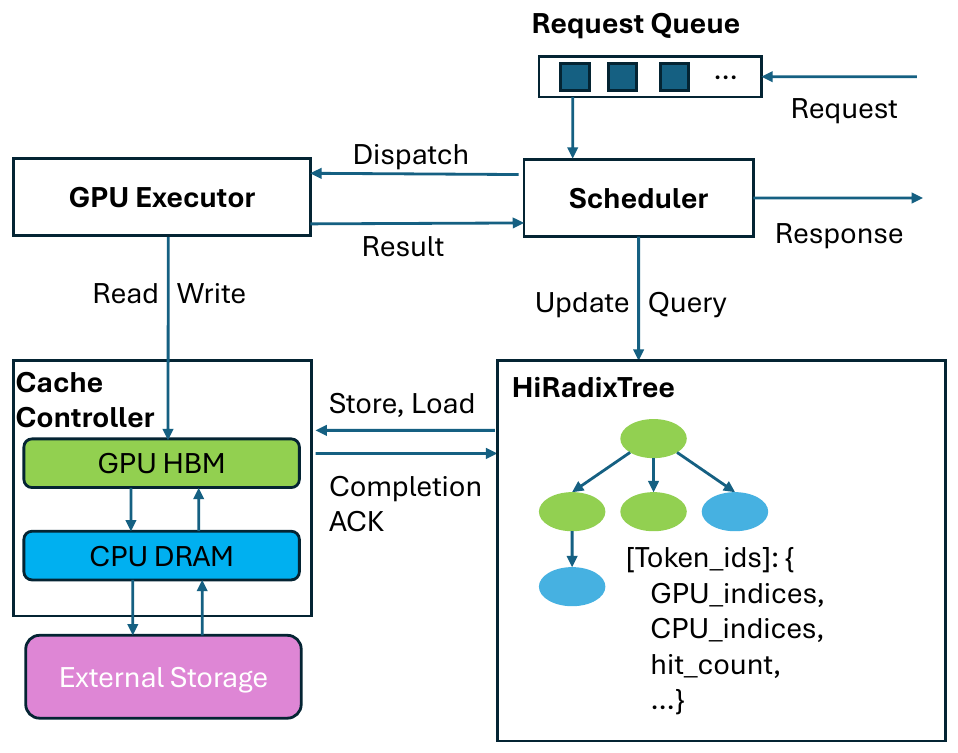 Request Queue
...
Request
Dispatch
GPU Executor
Scheduler
Result
Response
Read Write
Update Query
Cache
Controller
HiRadixTree
Store, Load
GPU HBM
Completion
ACK
CPU DRAM
[Token_ids]: {
GPU_indices,
CPU_indices,
hit_count,
...}
External Storage